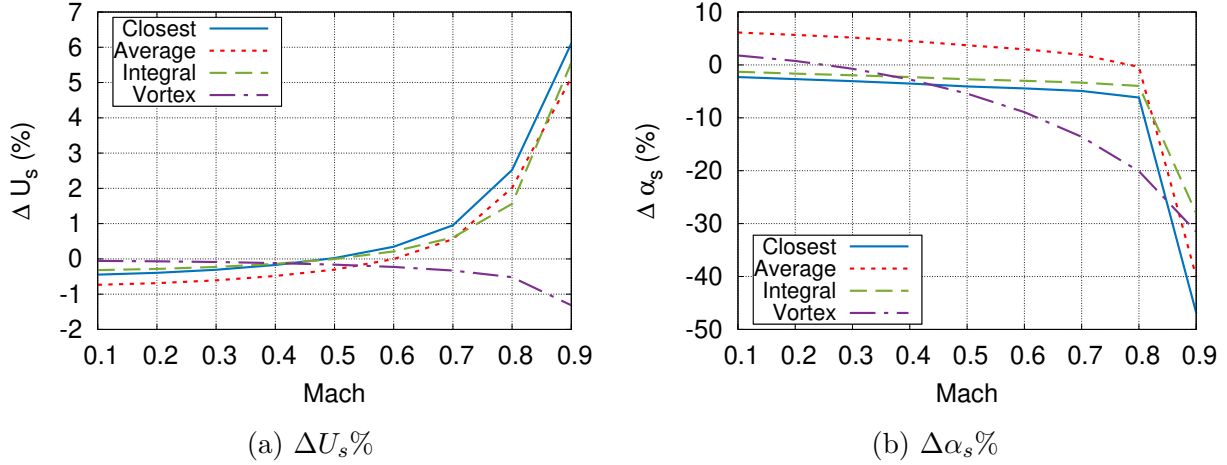 Δ U_s (%)
7
6
5
4
3
2
1
0
-1
-2
Closest
Average
Integral
Vortex
0.1 0.2 0.3 0.4 0.5 0.6 0.7 0.8 0.9
Mach
(a) ΔU_s%
Δ α_s (%)
10
0
-10
-20
-30
-40
-50
Closest
Average
Integral
Vortex
0.1 0.2 0.3 0.4 0.5 0.6 0.7 0.8 0.9
Mach
(b) Δα_s%